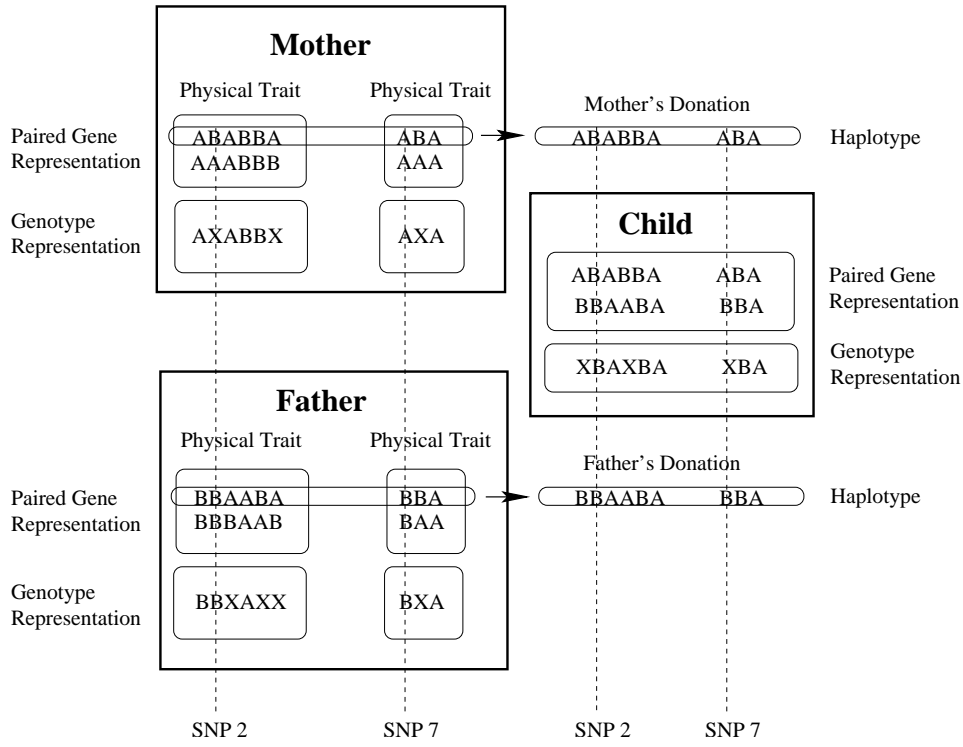 Mother
Physical Trait
Physical Trait
Paired Gene
Representation
ABABBA
AAABBB
ABA
AAA
Genotype
Representation
AXABBX
AXA
Mother's Donation
ABABBA
ABA
Haplotype
Child
ABABBA
ABA
BBAABA
BBA
Paired Gene
Representation
XBAXBA
XBA
Genotype
Representation
Father
Physical Trait
Physical Trait
Paired Gene
Representation
BBAABA
BBBAAB
BBA
BAA
Genotype
Representation
BBXAXX
BXA
Father's Donation
BBAABA
BBA
Haplotype
SNP 2
SNP 7
SNP 2
SNP 7